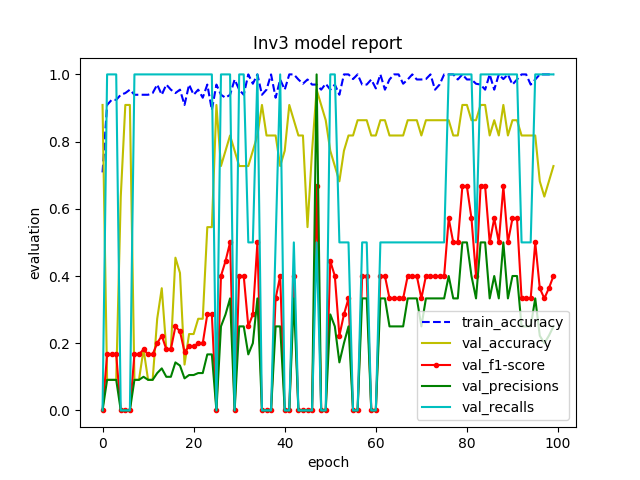 Inv3 model report
evaluation
1.0
0.8
0.6
0.4
0.2
0.0
train_accuracy
val_accuracy
val_f1-score
val_precisions
val_recalls
0 20 40 60 80 100
epoch